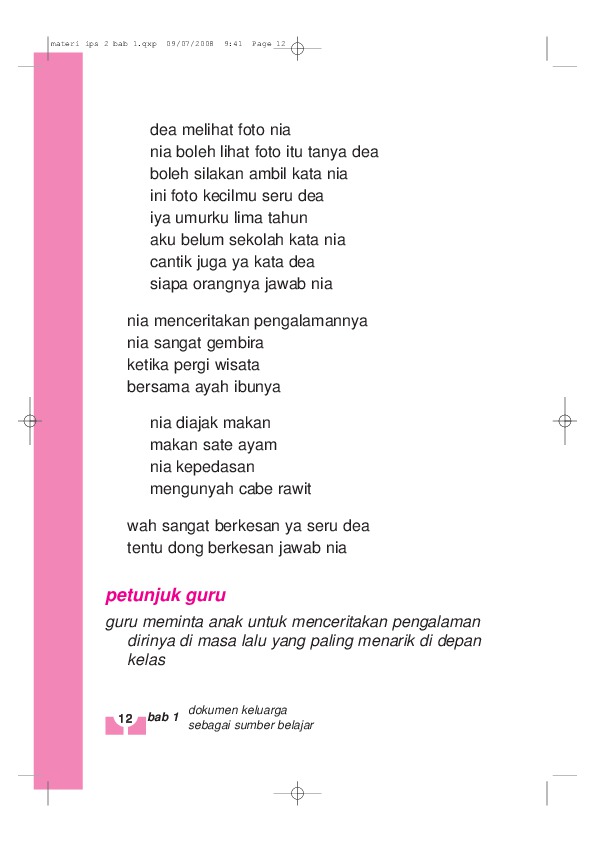 materi ips 2 bab 1.qxp  09/07/2008  9:41  Page 12
dea melihat foto nia
nia boleh lihat foto itu tanya dea
boleh silakan ambil kata nia
ini foto kecilmu seru dea
iya umurku lima tahun
aku belum sekolah kata nia
cantik juga ya kata dea
siapa orangnya jawab nia
nia menceritakan pengalamannya
nia sangat gembira
ketika pergi wisata
bersama ayah ibunya
nia diajak makan
makan sate ayam
nia kepedasan
mengunyah cabe rawit
wah sangat berkesan ya seru dea
tentu dong berkesan jawab nia
petunjuk guru
guru meminta anak untuk menceritakan pengalaman
dirinya di masa lalu yang paling menarik di depan
kelas
12 bab 1 dokumen keluarga
sebagai sumber belajar